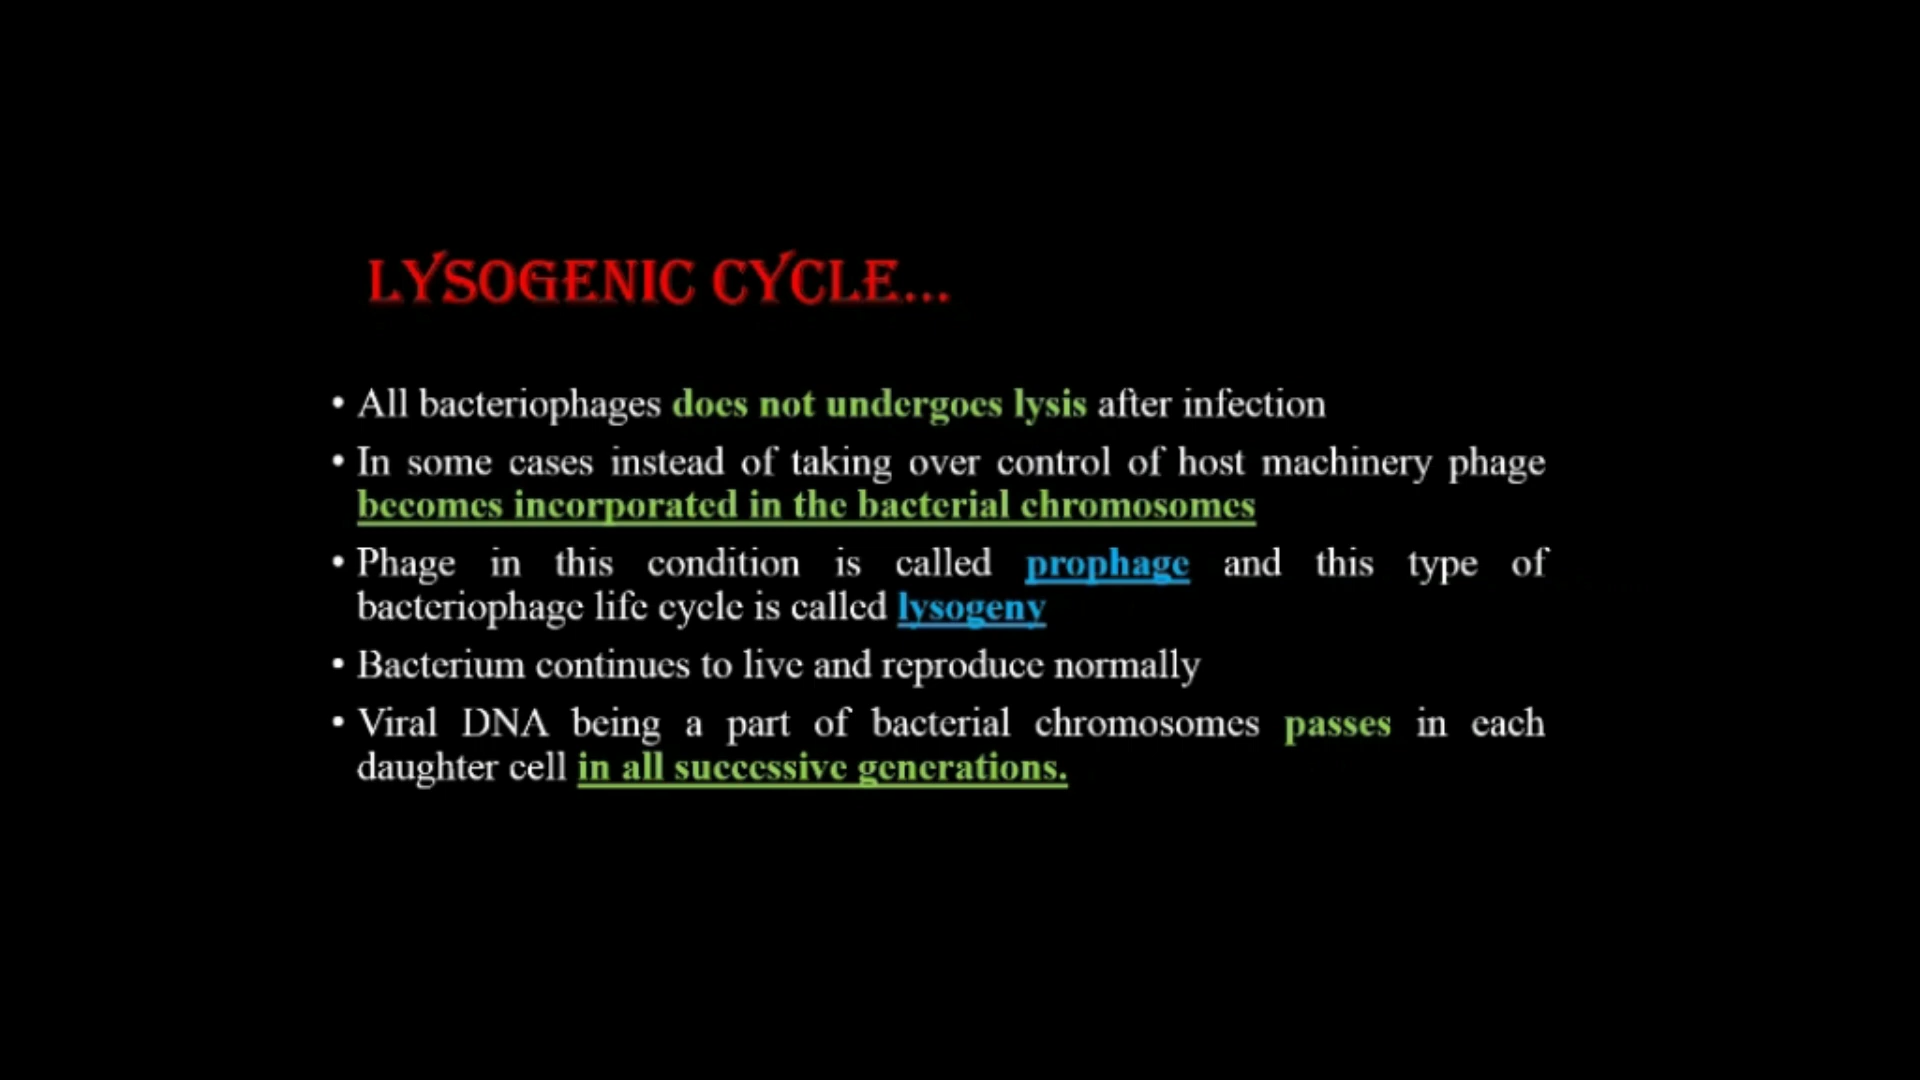 LYSOGENIC CYCLE...
• All bacteriophages does not undergoes lysis after infection
• In some cases instead of taking over control of host machinery phage
becomes incorporated in the bacterial chromosomes
• Phage in this condition is called prophage and this type of
bacteriophage life cycle is called lysogeny
• Bacterium continues to live and reproduce normally
• Viral DNA being a part of bacterial chromosomes passes in each
daughter cell in all successive generations.